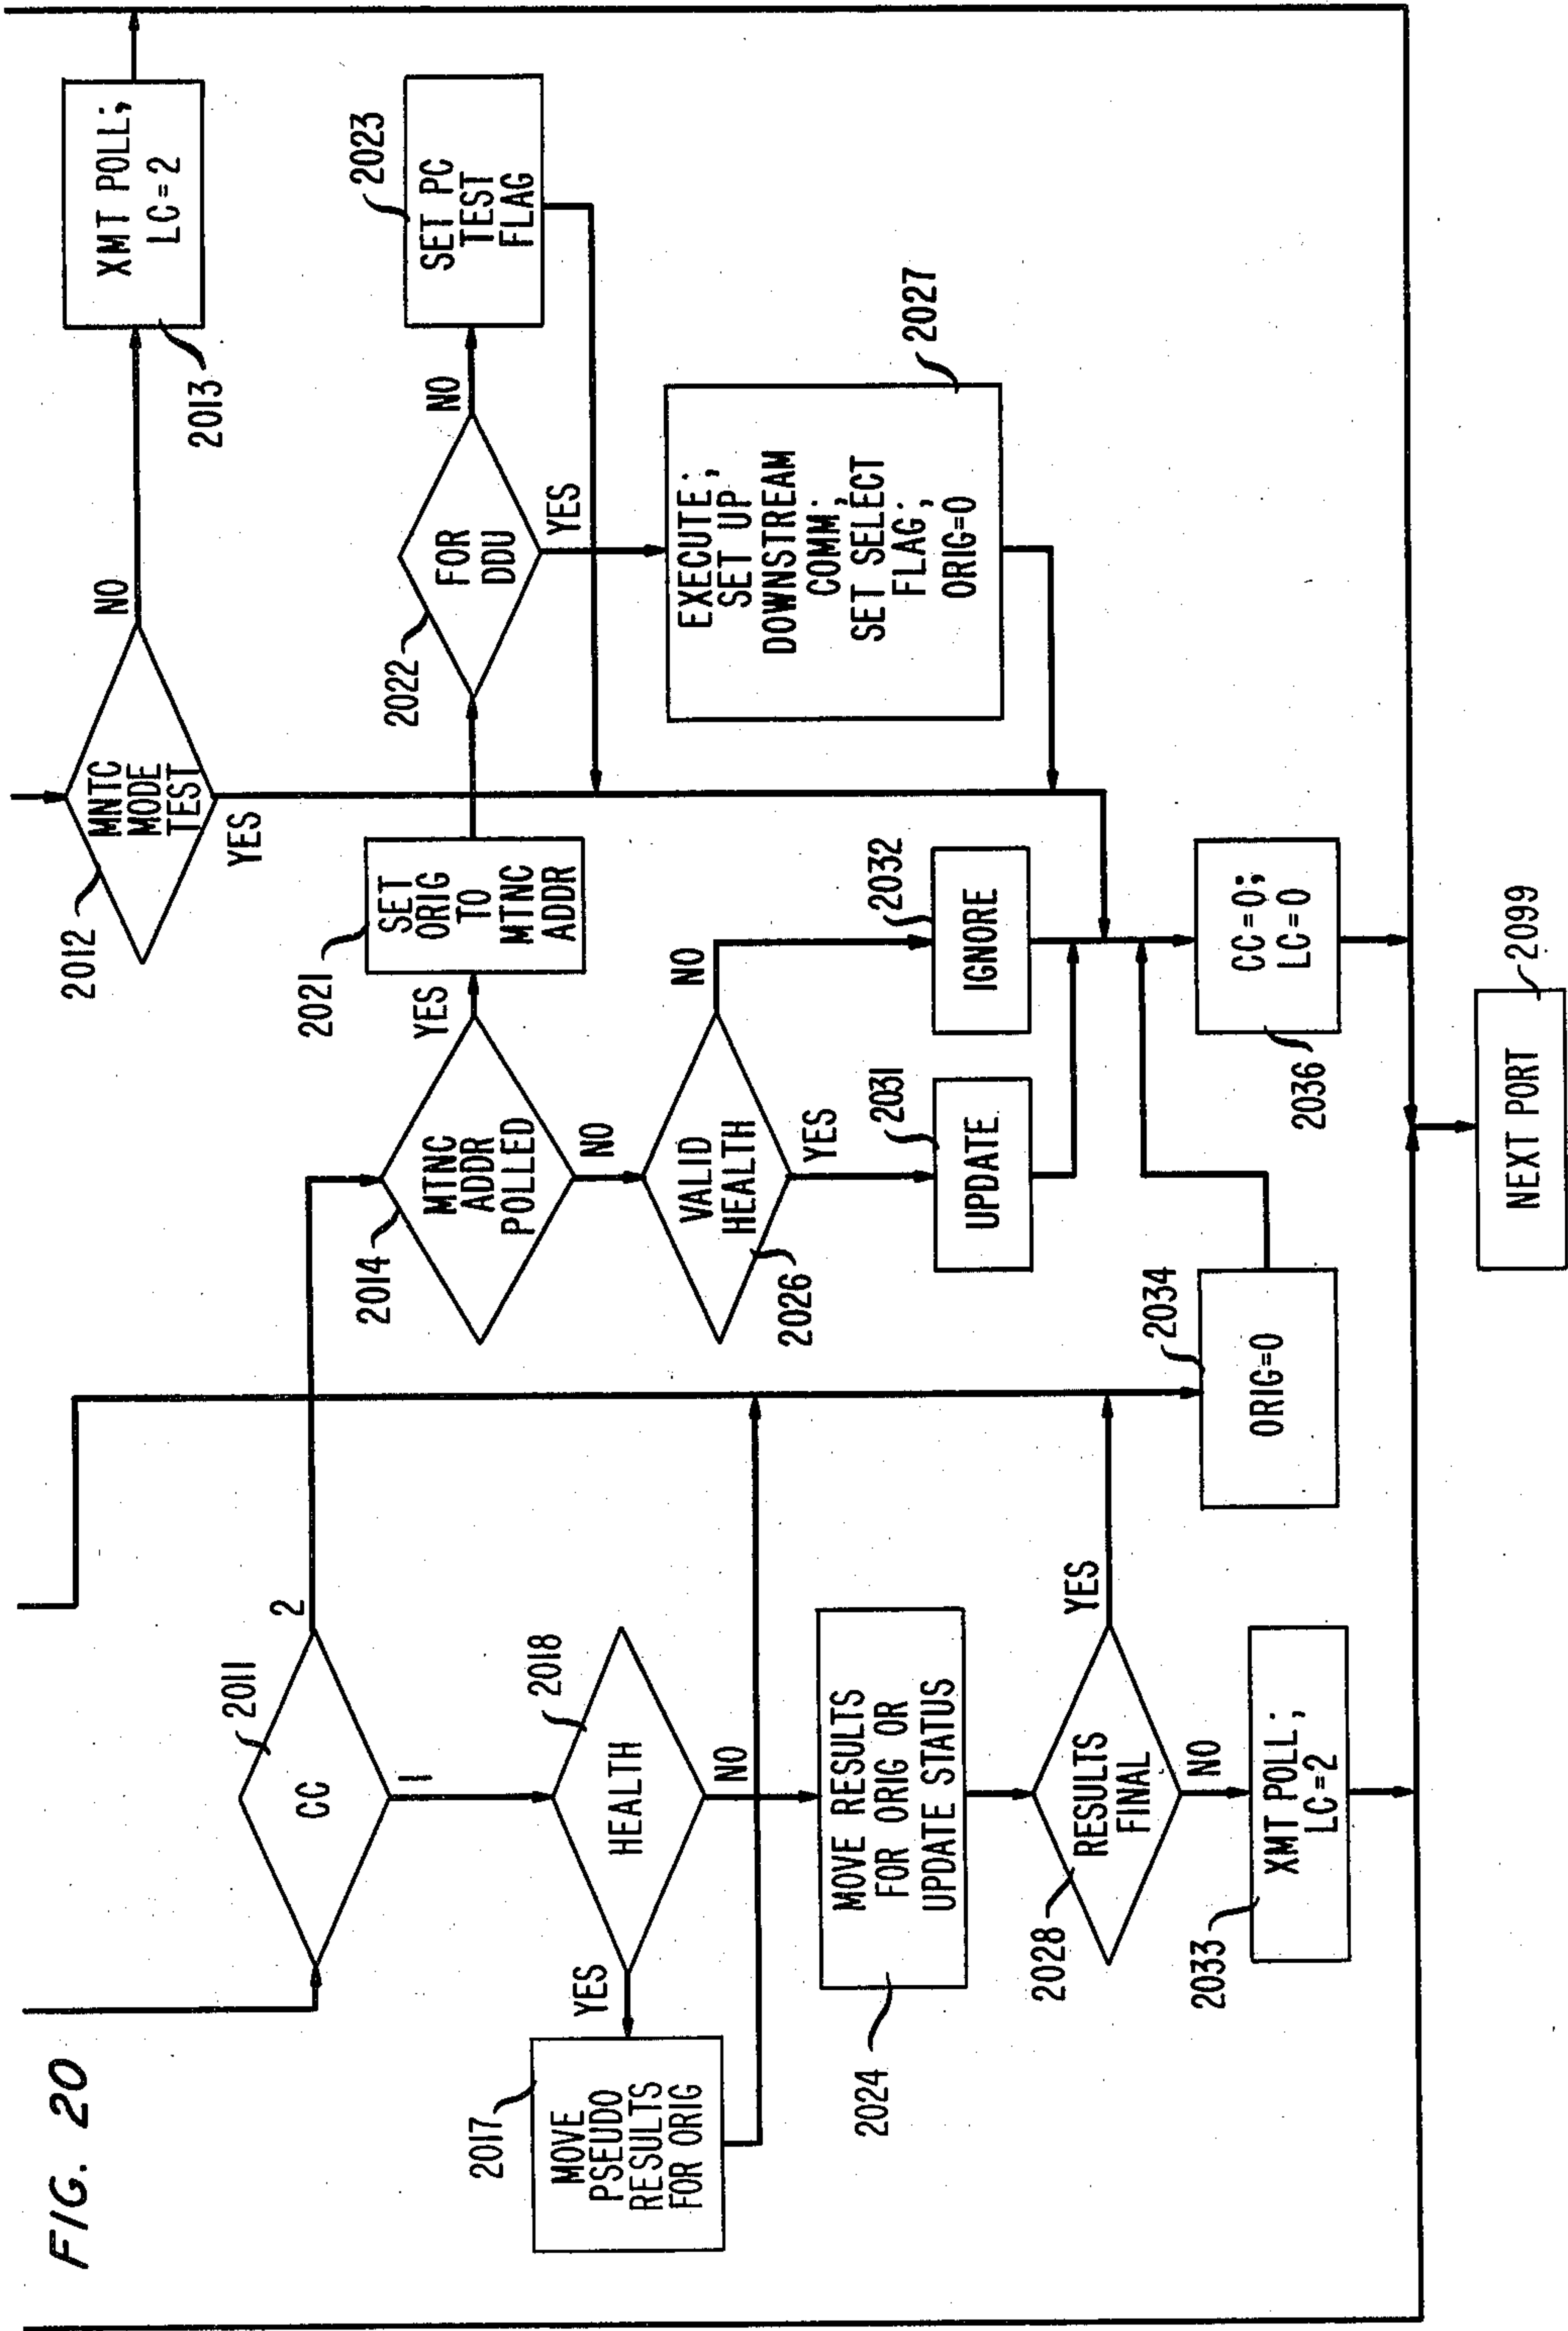 FIG. 20
2011
CC
1
2
2012
MNTC
MODE
TEST
YES
NO
2013
XMT POLL;
LC=2
2014
MTNC
ADDR
POLLED
YES
NO
2021
SET
ORIG
TO
MTNC
ADDR
2022
FOR
DDU
NO
YES
2023
SET PC
TEST
FLAG
2017
MOVE
PSEUDO
RESULTS
FOR ORIG
YES
2018
HEALTH
NO
2026
VALID
HEALTH
NO
YES
2027
EXECUTE;
SET UP
DOWNSTREAM
COMM;
SET SELECT
FLAG;
ORIG=0
2024
MOVE RESULTS
FOR ORIG OR
UPDATE STATUS
2031
UPDATE
2032
IGNORE
2028
RESULTS
FINAL
YES
NO
2033
XMT POLL;
LC=2
2034
ORIG=0
2036
CC=0;
LC=0
NEXT PORT
2099